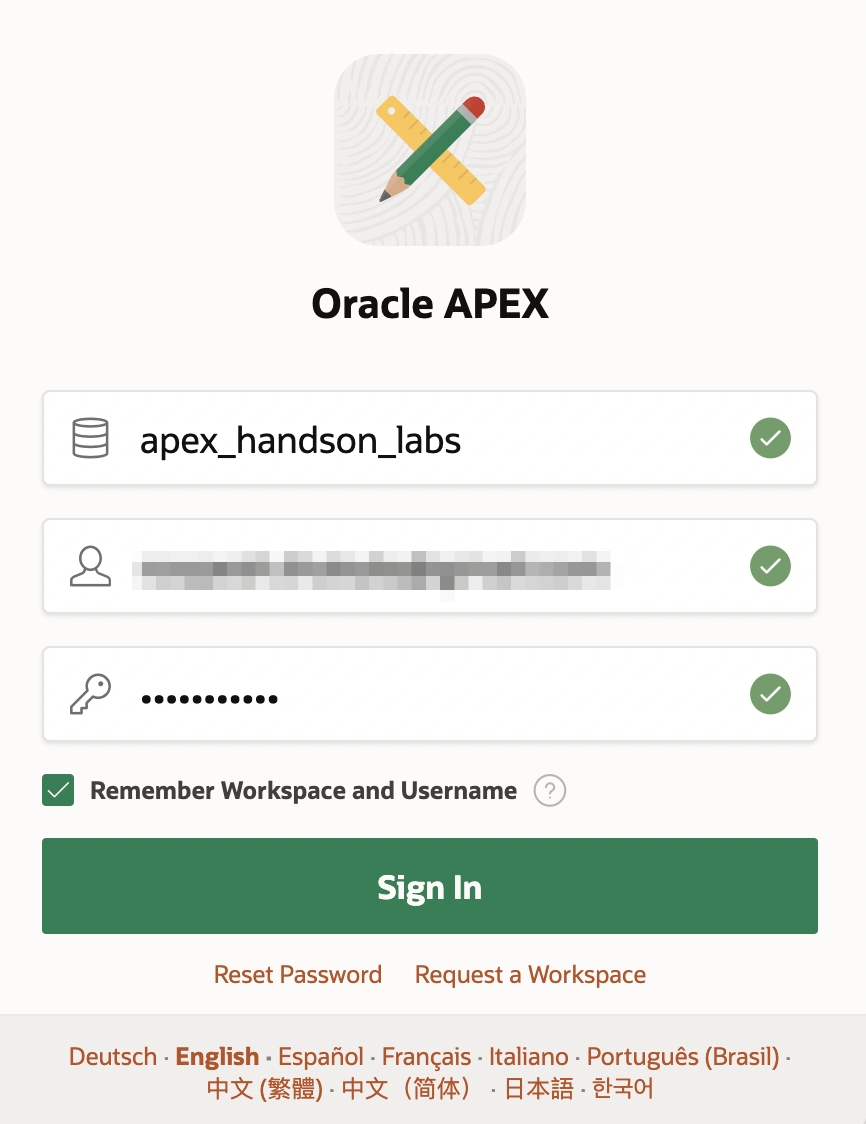 Oracle APEX
apex_handson_labs
•••••••••••
Remember Workspace and Username ?
Sign In
Reset Password Request a Workspace
Deutsch · English · Español · Français · Italiano · Português (Brasil) ·
中文 (繁體) · 中文（简体） · 日本語 · 한국어